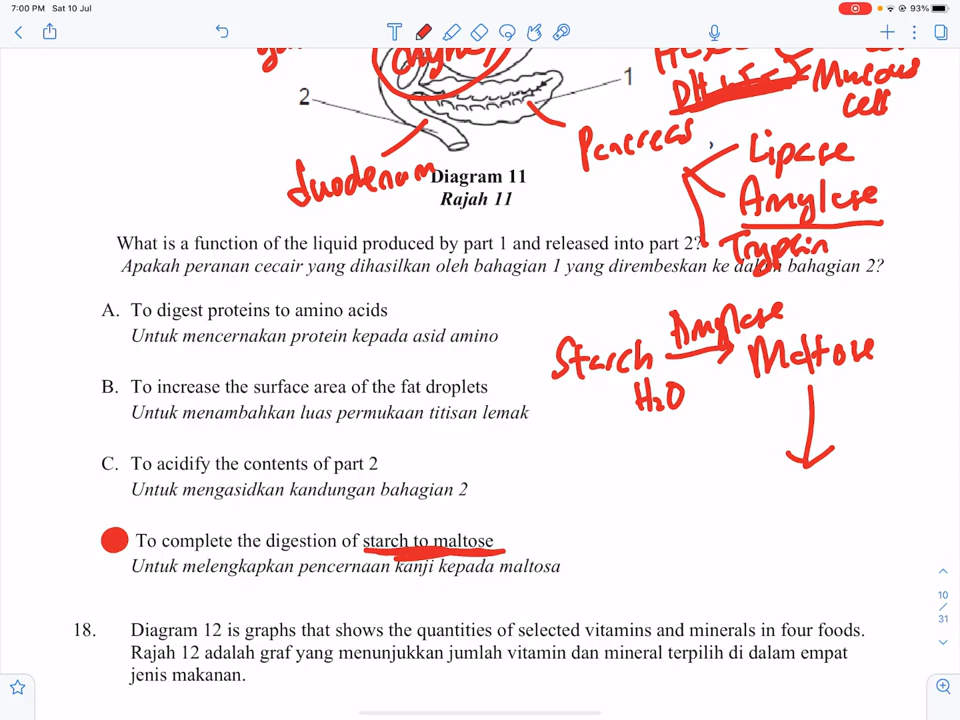 7:00 PM Sat 10 Jul
93%
chyme
Mucous
cell
1
2
Pancreas
Lipase
Duodenum
Diagram 11
Rajah 11
Amylase
What is a function of the liquid produced by part 1 and released into part 2?
Trypsin
Apakah peranan cecair yang dihasilkan oleh bahagian 1 yang dirembeskan ke dalam bahagian 2?
A. To digest proteins to amino acids
Untuk mencernakan protein kepada asid amino
Amylase
Starch
Maltose
H₂O
B. To increase the surface area of the fat droplets
Untuk menambahkan luas permukaan titisan lemak
C. To acidify the contents of part 2
Untuk mengasidkan kandungan bahagian 2
To complete the digestion of starch to maltose
Untuk melengkapkan pencernaan kanji kepada maltosa
10
/
31
18. Diagram 12 is graphs that shows the quantities of selected vitamins and minerals in four foods.
Rajah 12 adalah graf yang menunjukkan jumlah vitamin dan mineral terpilih di dalam empat
jenis makanan.